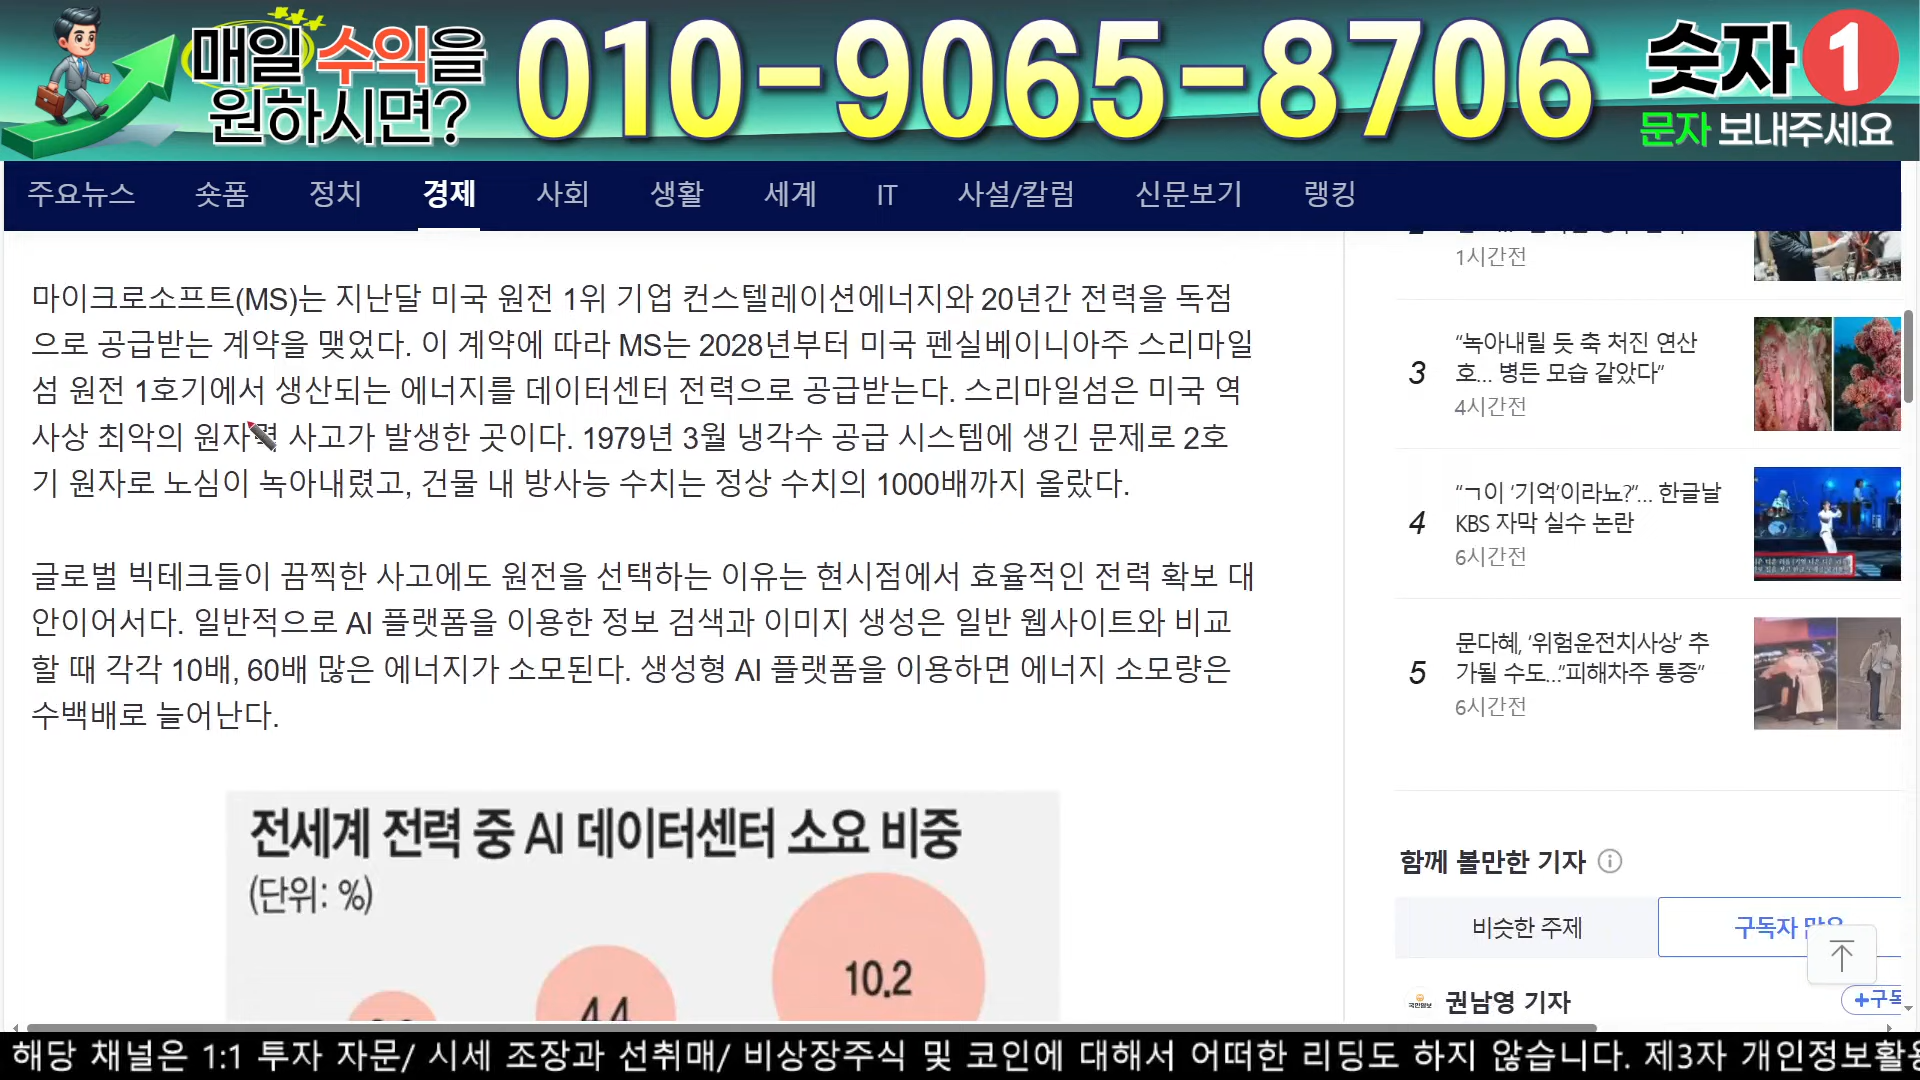 매일 수익을
원하시면?
010-9065-8706
숫자 1
문자 보내주세요
주요뉴스 숏폼 정치 경제 사회 생활 세계 IT 사설/칼럼 신문보기 랭킹
마이크로소프트(MS)는 지난달 미국 원전 1위 기업 컨스텔레이션에너지와 20년간 전력을 독점
으로 공급받는 계약을 맺었다. 이 계약에 따라 MS는 2028년부터 미국 펜실베이니아주 스리마일
섬 원전 1호기에서 생산되는 에너지를 데이터센터 전력으로 공급받는다. 스리마일섬은 미국 역
사상 최악의 원자력 사고가 발생한 곳이다. 1979년 3월 냉각수 공급 시스템에 생긴 문제로 2호
기 원자로 노심이 녹아내렸고, 건물 내 방사능 수치는 정상 수치의 1000배까지 올랐다.
글로벌 빅테크들이 끔찍한 사고에도 원전을 선택하는 이유는 현시점에서 효율적인 전력 확보 대
안이어서다. 일반적으로 AI 플랫폼을 이용한 정보 검색과 이미지 생성은 일반 웹사이트와 비교
할 때 각각 10배, 60배 많은 에너지가 소모된다. 생성형 AI 플랫폼을 이용하면 에너지 소모량은
수백배로 늘어난다.
전세계 전력 중 AI 데이터센터 소요 비중
(단위: %)
4.4
10.2
1시간전
3
“녹아내릴 듯 축 처진 연산
호… 병든 모습 같았다”
4시간전
4
“ㄱ이 ‘기억’이라뇨?”… 한글날
KBS 자막 실수 논란
6시간전
5
문다혜, ‘위험운전치사상’ 추
가될 수도…“피해차주 통증”
6시간전
함께 볼만한 기자
비슷한 주제
구독자
국민일보
권남영 기자
+구독
해당 채널은 1:1 투자 자문/ 시세 조장과 선취매/ 비상장주식 및 코인에 대해서 어떠한 리딩도 하지 않습니다. 제3자 개인정보활용